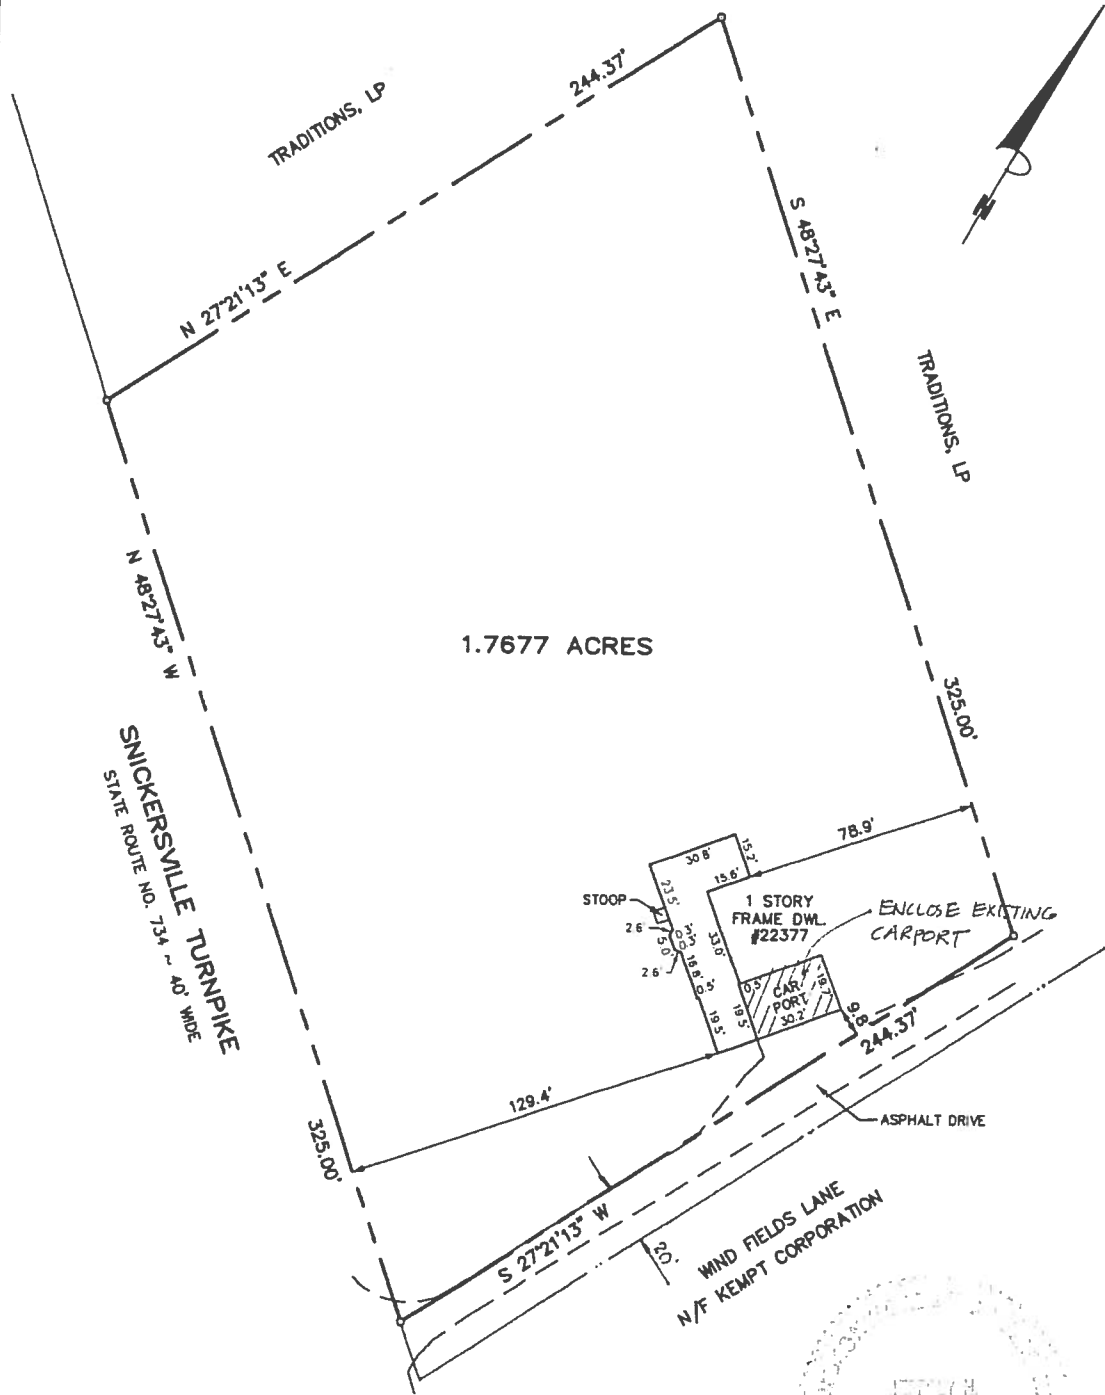 244.37'
TRADITIONS, LP
N 27°21'13" E
N
S 48°27'43" E
TRADITIONS, LP
N 48°27'43" W
1.7677 ACRES
325.00'
SNICKERSVILLE TURNPIKE
STATE ROUTE NO. 734 ~ 40' WIDE
78.9'
30.8'
15.2'
15.6'
23.5'
STOOP
1 STORY
FRAME DWL.
#22377
ENCLOSE EXISTING
CARPORT
2.6'
0.3'
0.3'
5.0'
33.0'
2.6'
16.8'
0.5'
0.5'
CAR
PORT
30.2'
19.7'
19.5'
19.5'
9.8'
244.37'
129.4'
ASPHALT DRIVE
325.00'
S 27°21'13" W
20'
WIND FIELDS LANE
N/F KEMPT CORPORATION